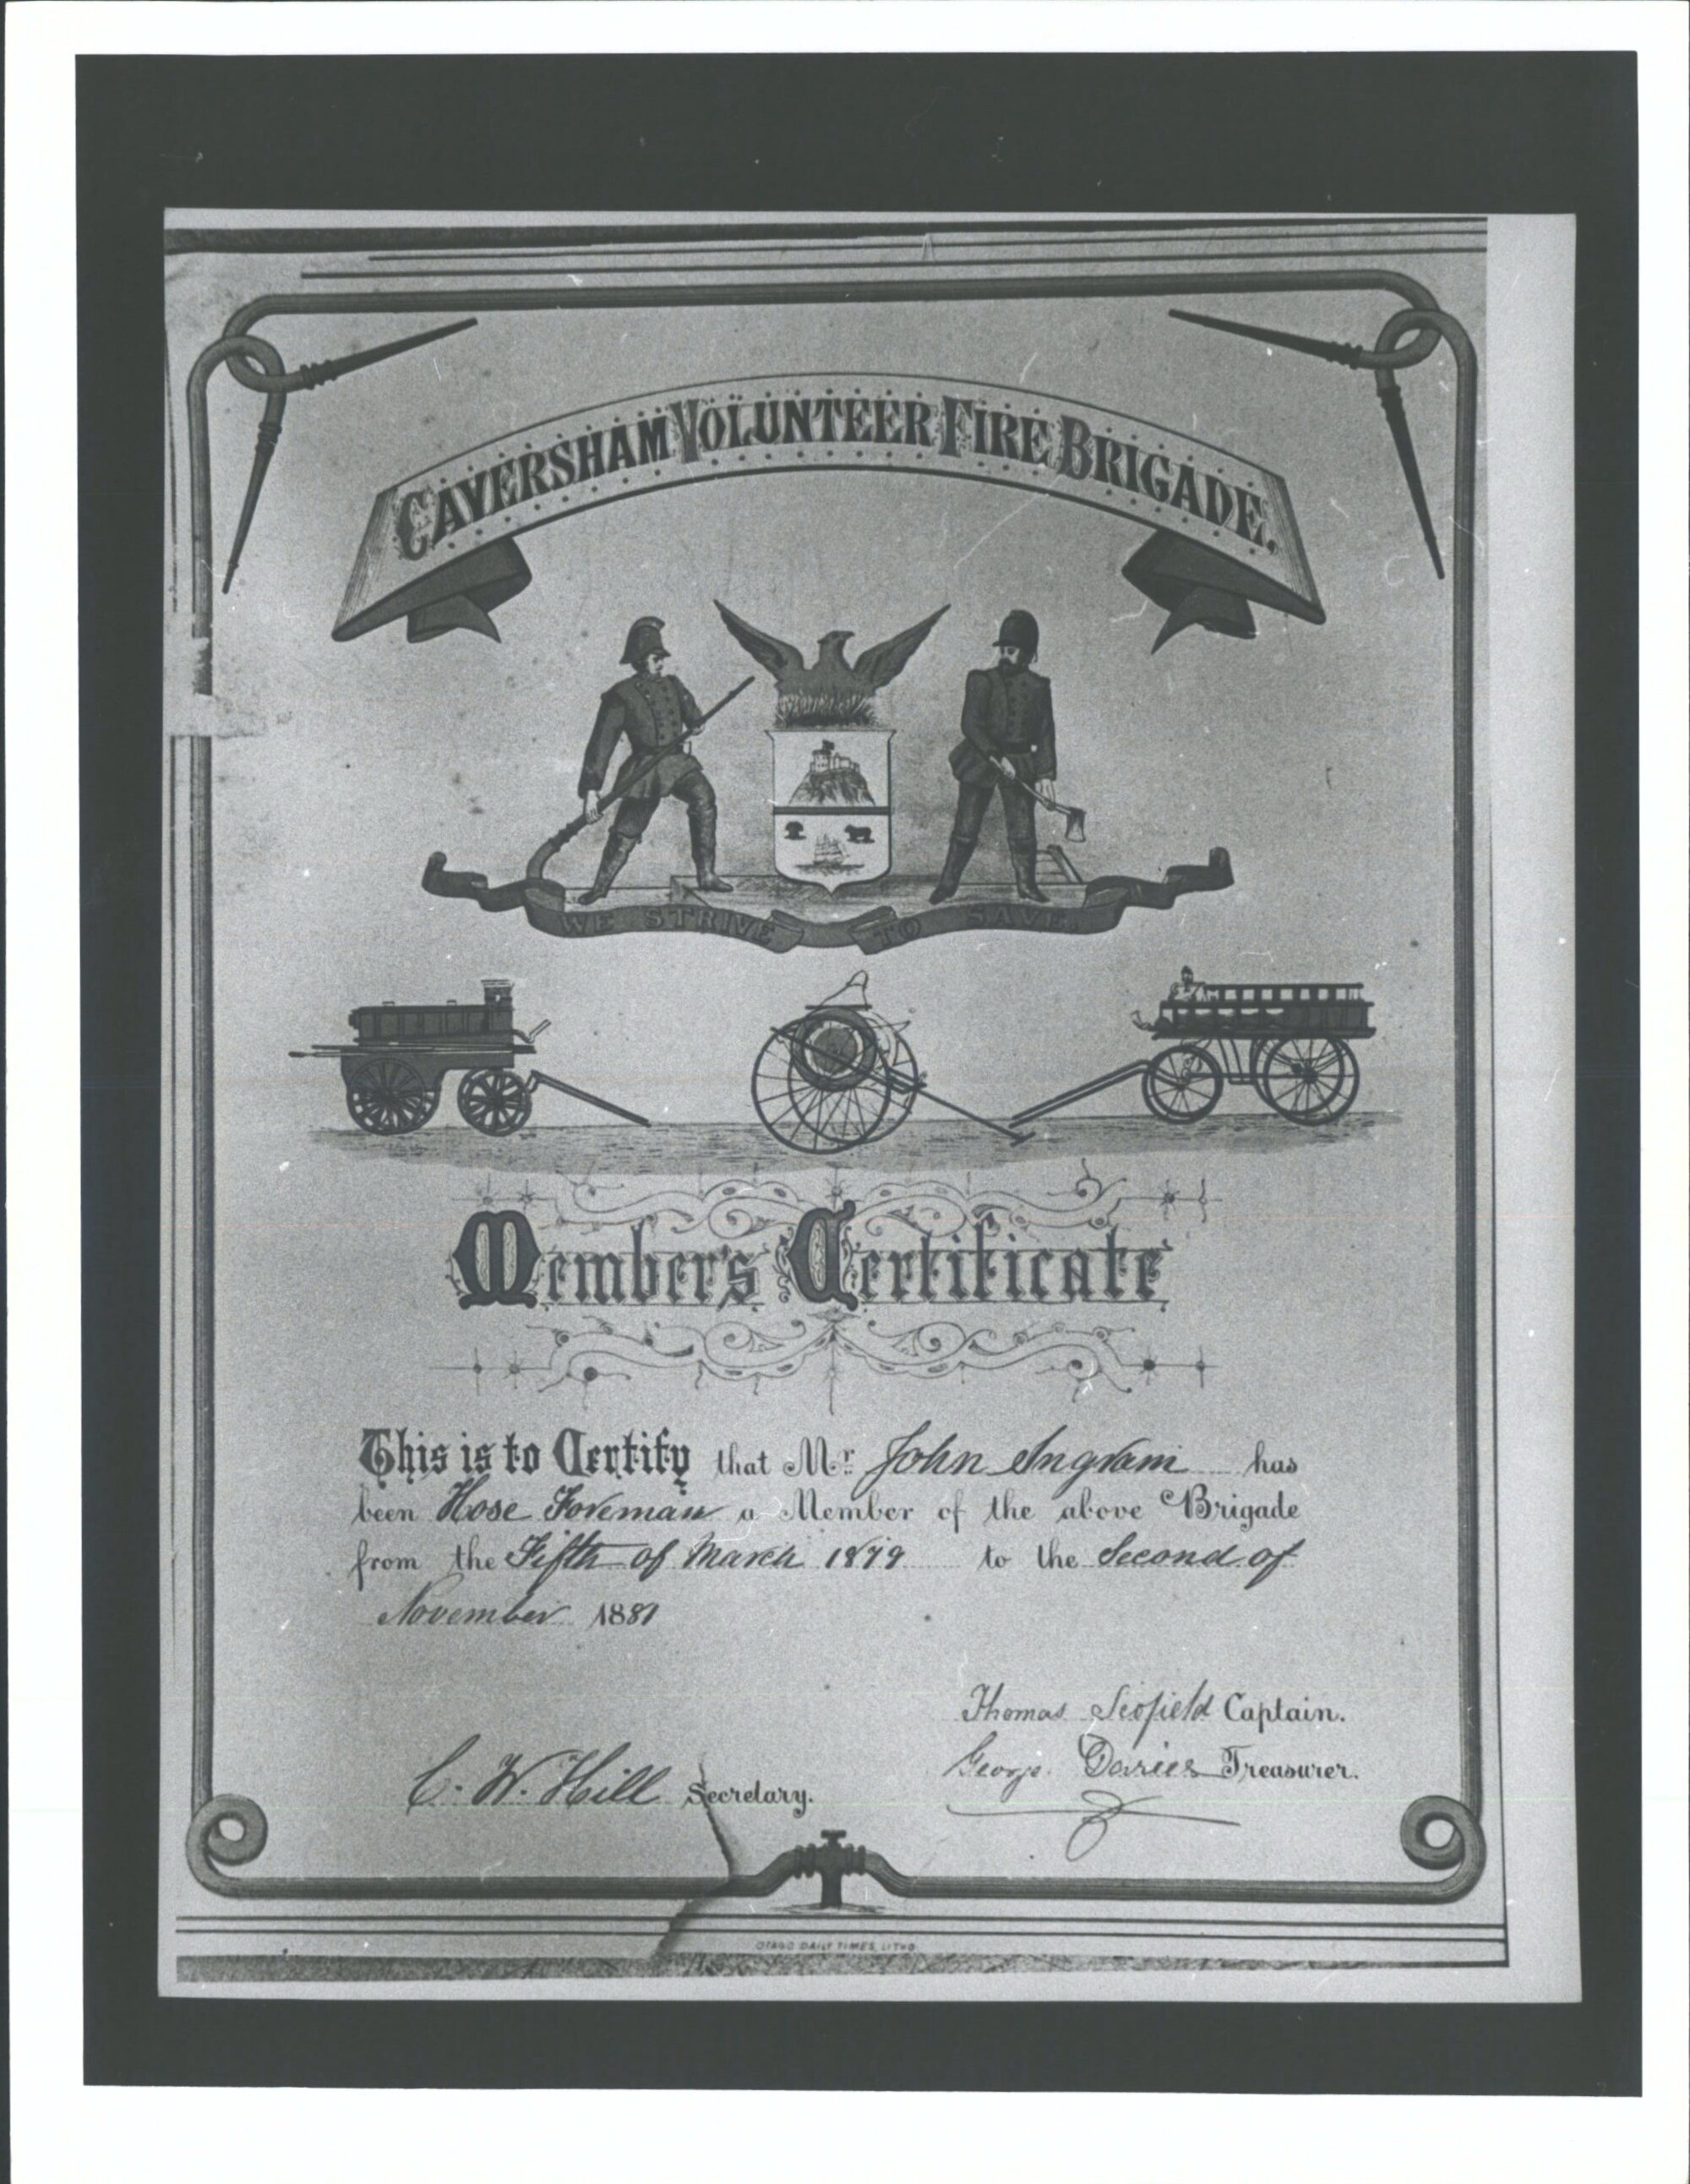 CAVERSHAM VOLUNTEER FIRE BRIGADE.
WE STRIVE TO SAVE.
Member's Certificate
This is to Certify that Mr. John Ingram has
been Hose Foreman a Member of the above Brigade
from the Fifth of March 1879 to the Second of
November 1881
Thomas Scofield Captain.
George Davies Treasurer.
C. W. Hill Secretary.
OTAGO DAILY TIMES, LITHO.